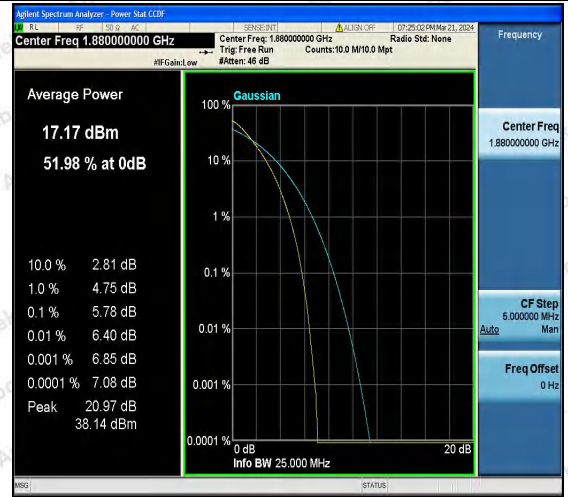 Agilent Spectrum Analyzer - Power Stat CCDF
RL RF 50 Ω AC SENSE:INT ALIGN OFF 07:25:02 PM Mar 21, 2024
Center Freq 1.880000000 GHz
Center Freq: 1.880000000 GHz Radio Std: None
Trig: Free Run Counts:10.0 M/10.0 Mpt
#IFGain:Low #Atten: 46 dB
Frequency
Average Power
17.17 dBm
51.98 % at 0dB
10.0 % 2.81 dB
1.0 % 4.75 dB
0.1 % 5.78 dB
0.01 % 6.40 dB
0.001 % 6.85 dB
0.0001 % 7.08 dB
Peak 20.97 dB
38.14 dBm
Gaussian
100 %
10 %
1 %
0.1 %
0.01 %
0.001 %
0.0001 %
0 dB 20 dB
Info BW 25.000 MHz
Center Freq
1.880000000 GHz
CF Step
5.000000 MHz
Auto Man
Freq Offset
0 Hz
MSG STATUS